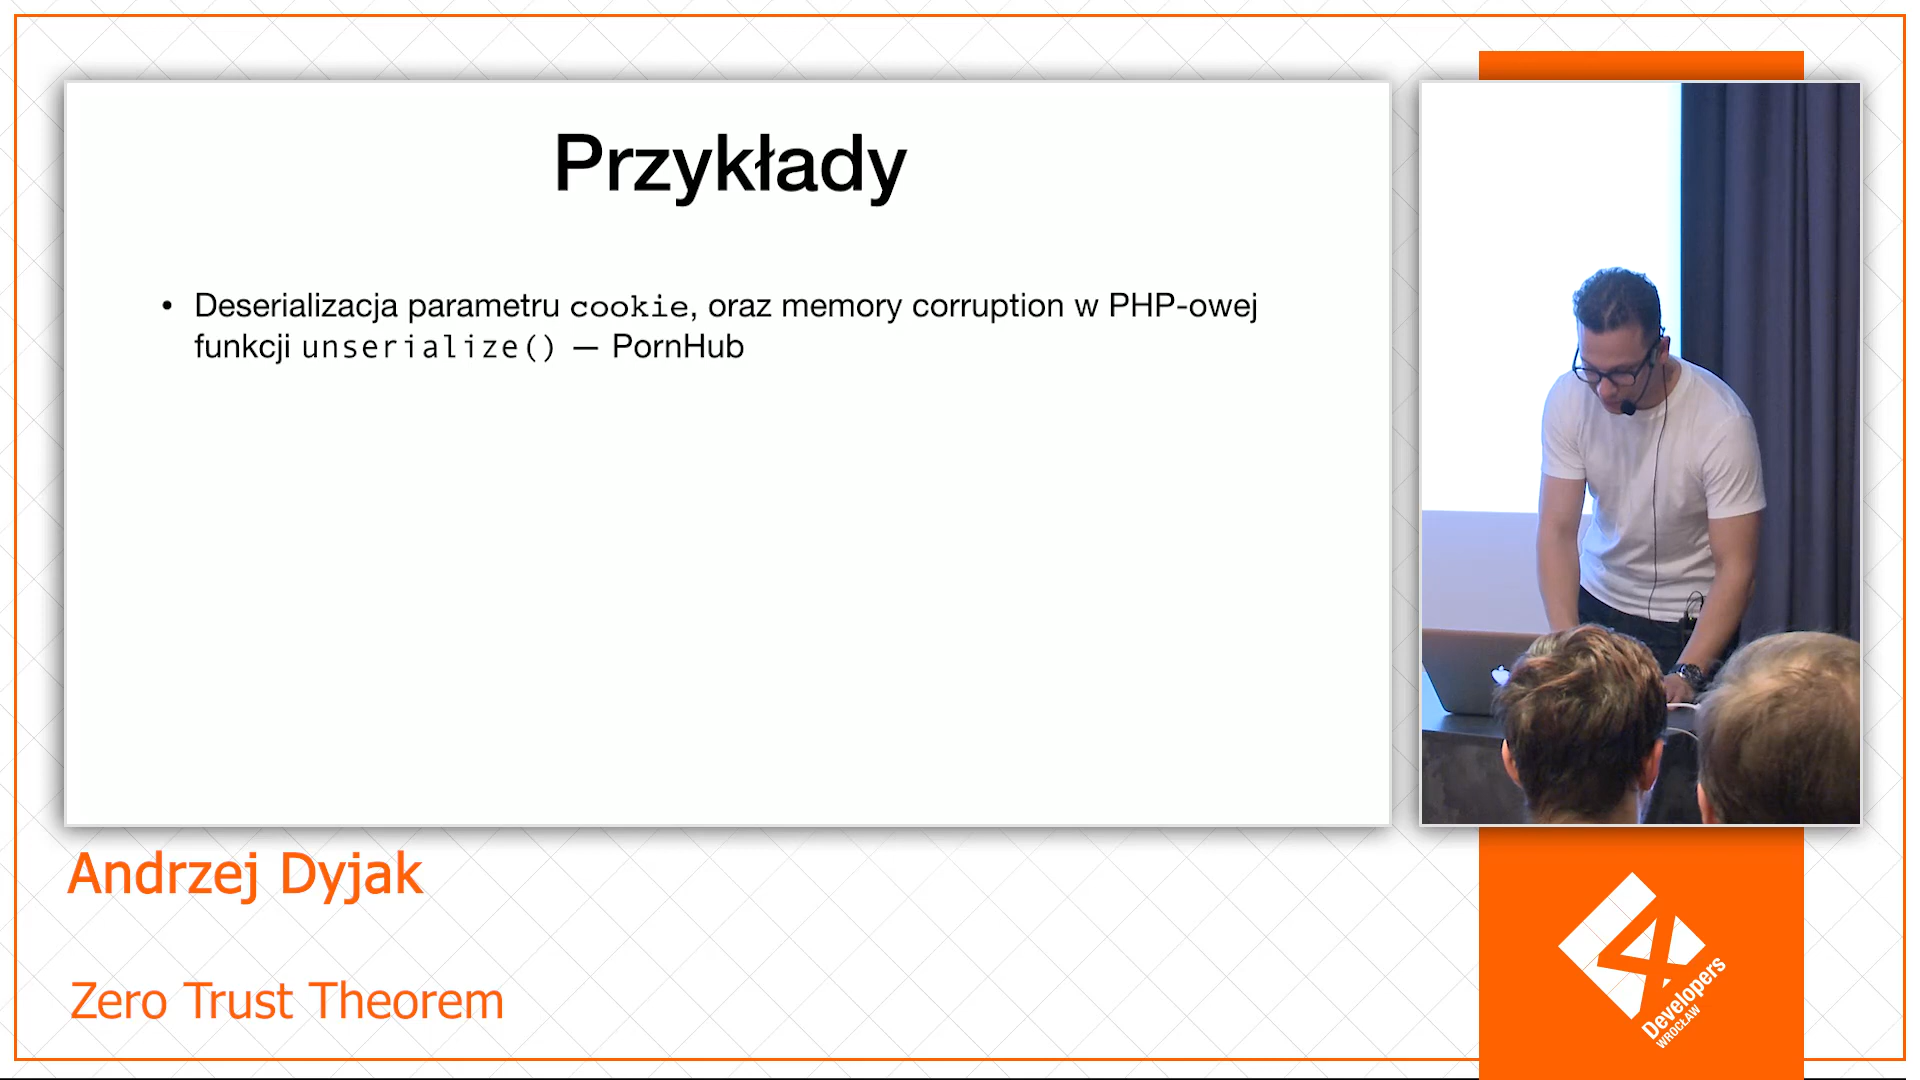 Przykłady
• Deserializacja parametru cookie, oraz memory corruption w PHP-owej
funkcji unserialize() — PornHub
Andrzej Dyjak
Zero Trust Theorem
4
Developers
WROCŁAW